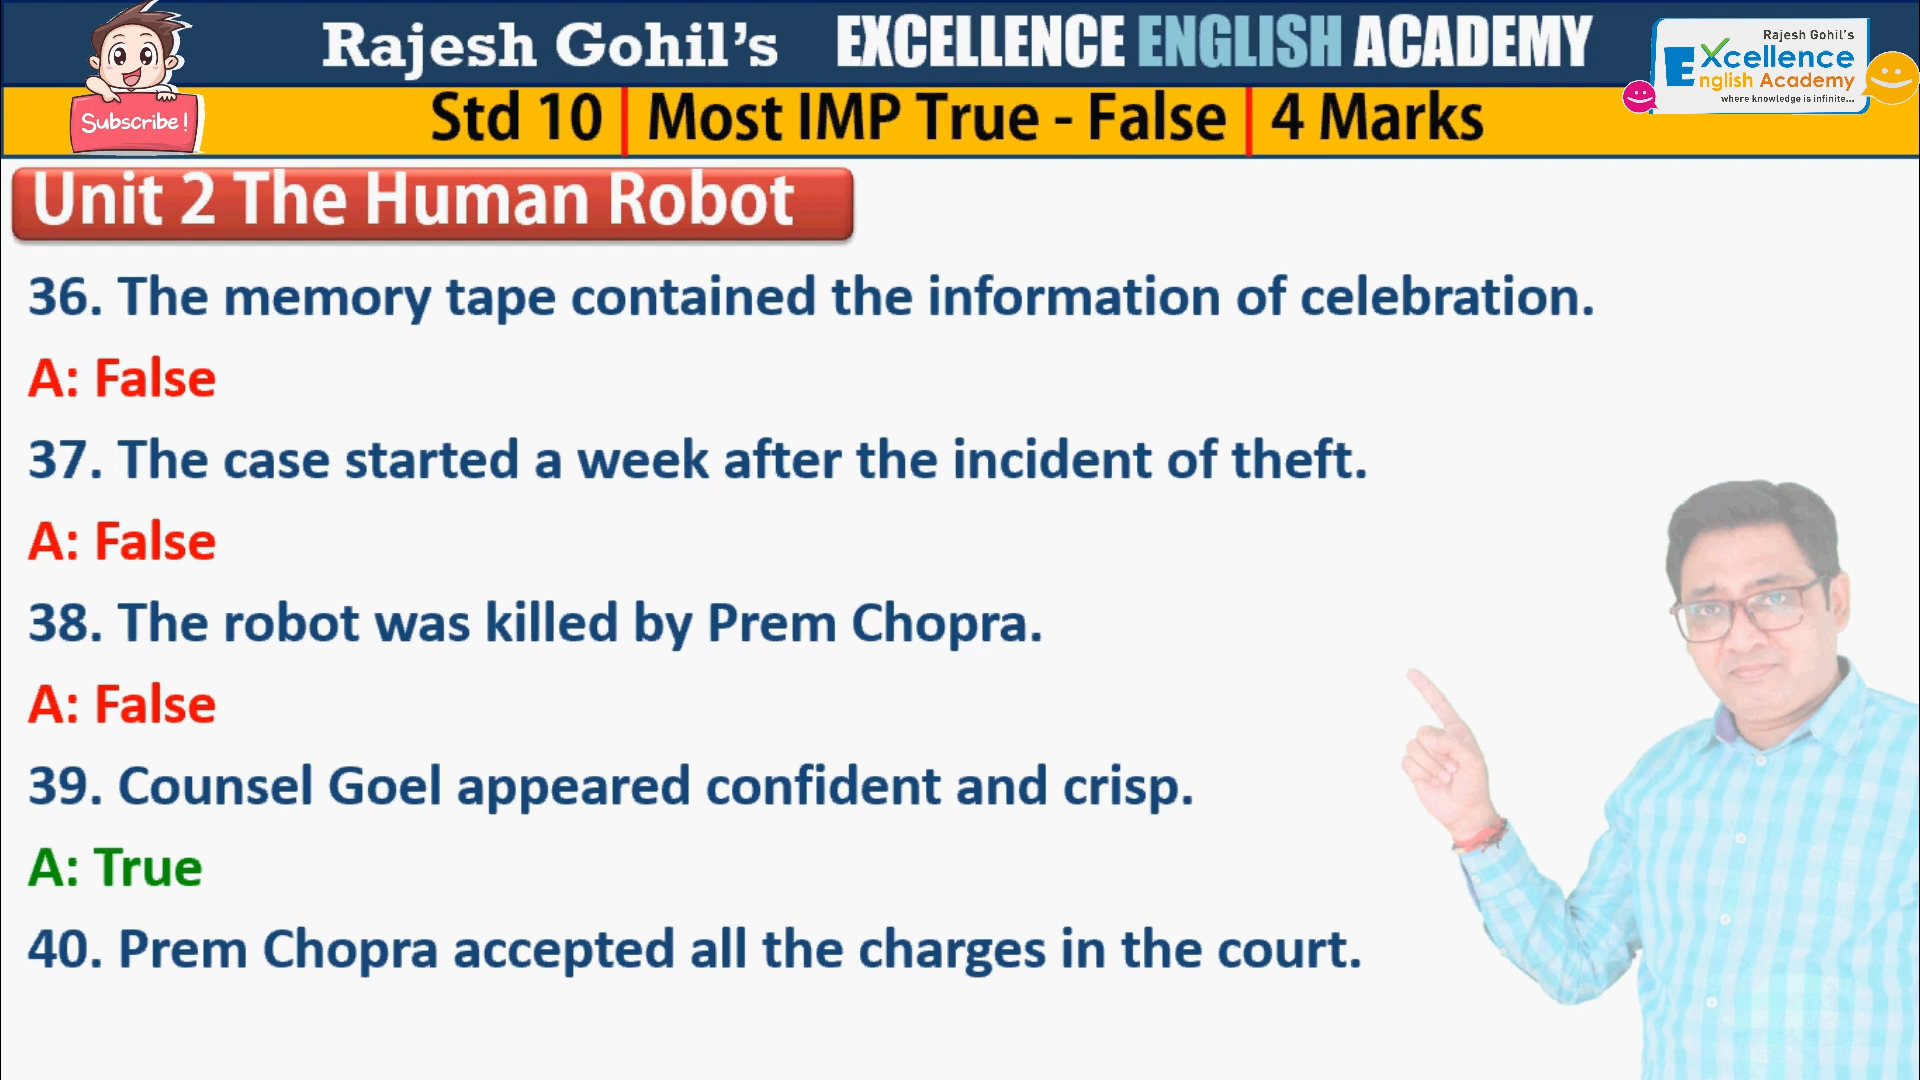 Rajesh Gohil's EXCELLENCE ENGLISH ACADEMY
Rajesh Gohil's
Excellence
English Academy
where knowledge is infinite...
Subscribe!
Std 10 | Most IMP True - False | 4 Marks
Unit 2 The Human Robot
36. The memory tape contained the information of celebration.
A: False
37. The case started a week after the incident of theft.
A: False
38. The robot was killed by Prem Chopra.
A: False
39. Counsel Goel appeared confident and crisp.
A: True
40. Prem Chopra accepted all the charges in the court.